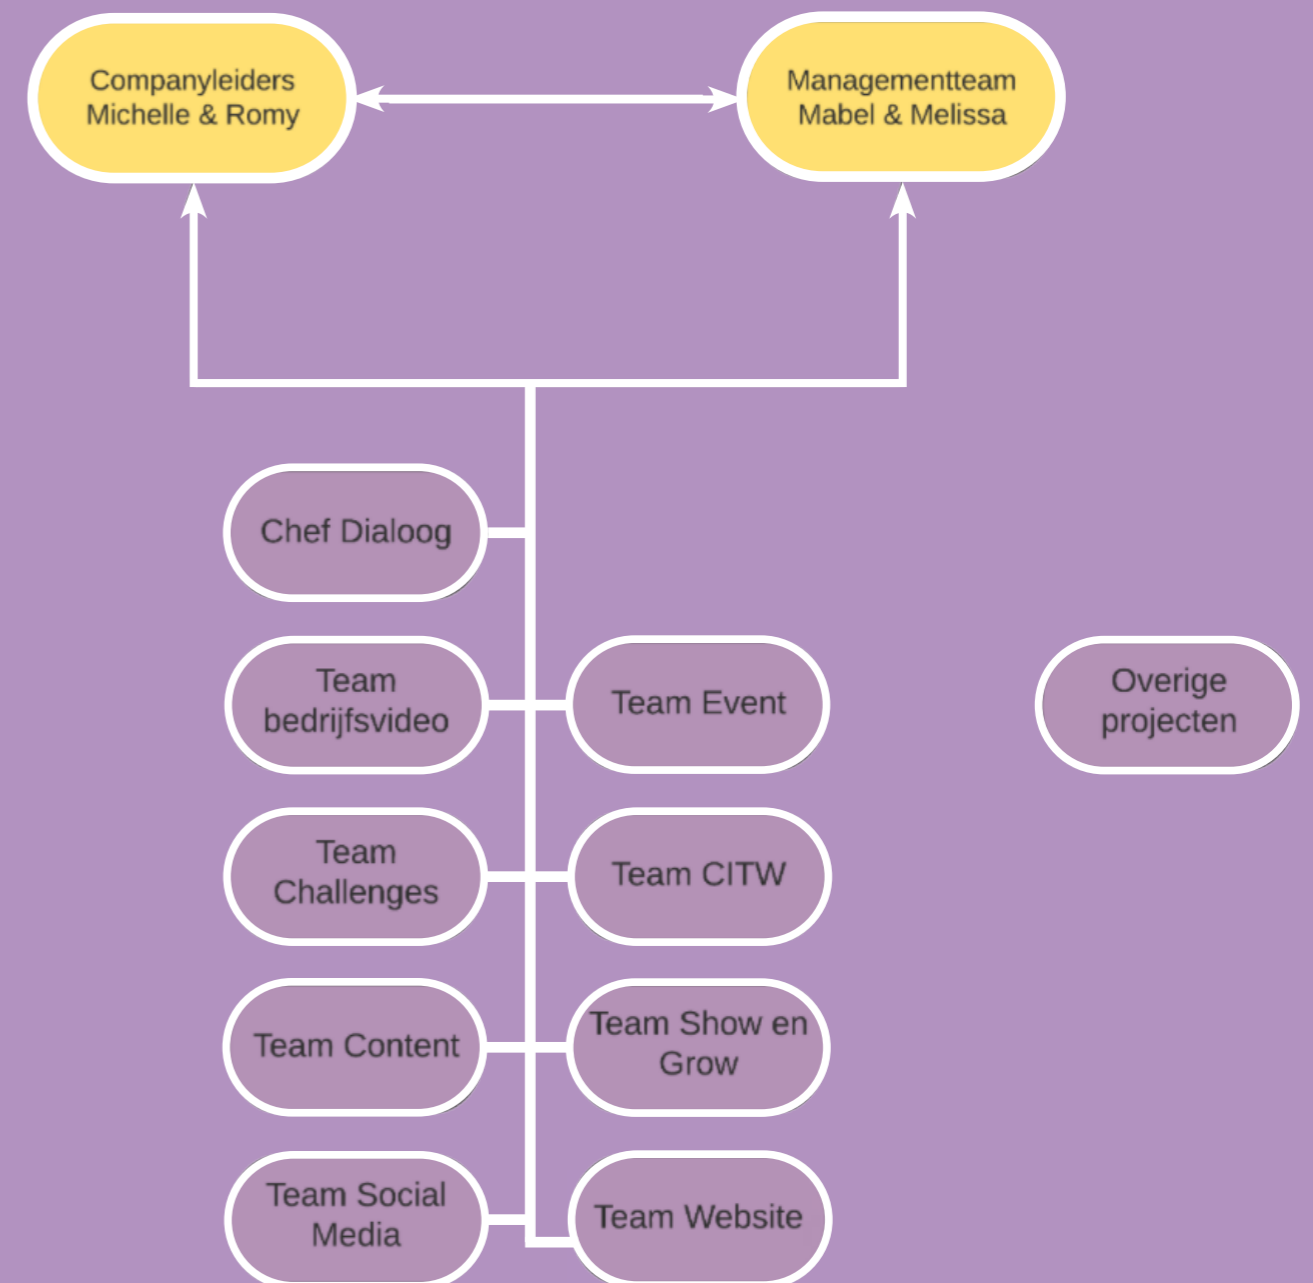 Companyleiders
Michelle & Romy
Managementteam
Mabel & Melissa
Chef Dialoog
Team
bedrijfsvideo
Team Event
Overige
projecten
Team
Challenges
Team CITW
Team Content
Team Show en
Grow
Team Social
Media
Team Website